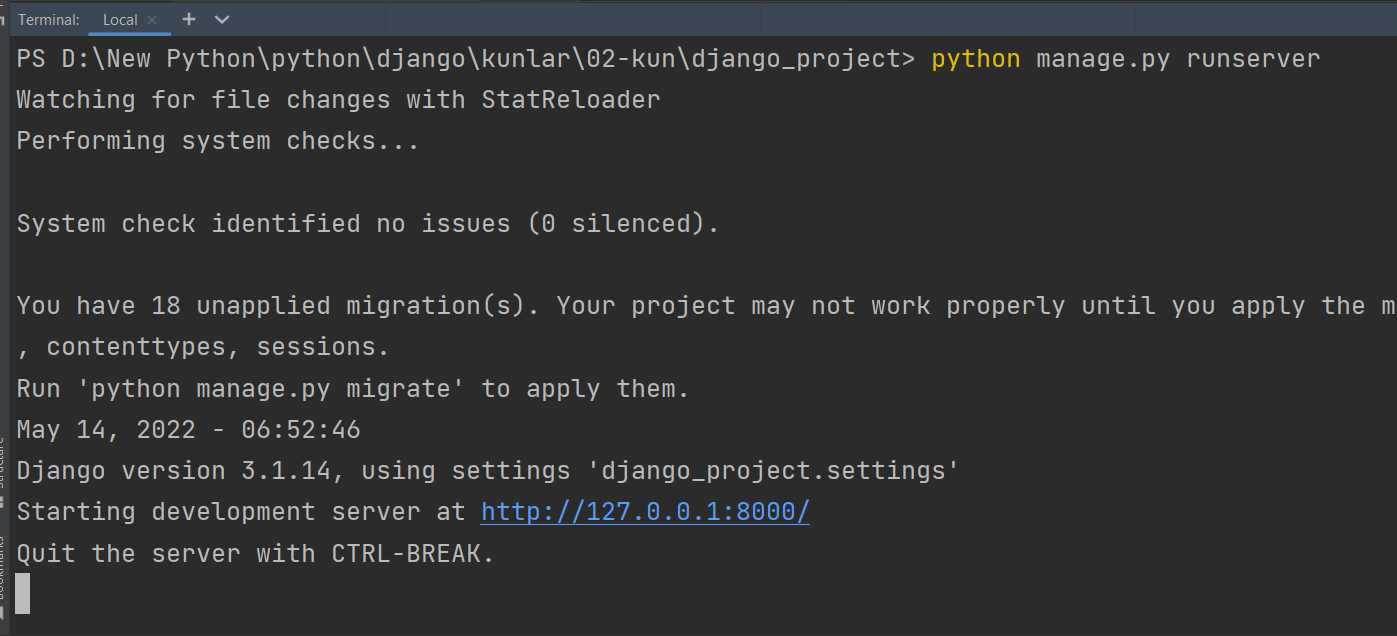 Terminal: Local × + 
PS D:\New Python\python\django\kunlar\02-kun\django_project> python manage.py runserver
Watching for file changes with StatReloader
Performing system checks...
System check identified no issues (0 silenced).
You have 18 unapplied migration(s). Your project may not work properly until you apply the m
, contenttypes, sessions.
Run 'python manage.py migrate' to apply them.
May 14, 2022 - 06:52:46
Django version 3.1.14, using settings 'django_project.settings'
Starting development server at http://127.0.0.1:8000/
Quit the server with CTRL-BREAK.
Structure
Bookmarks